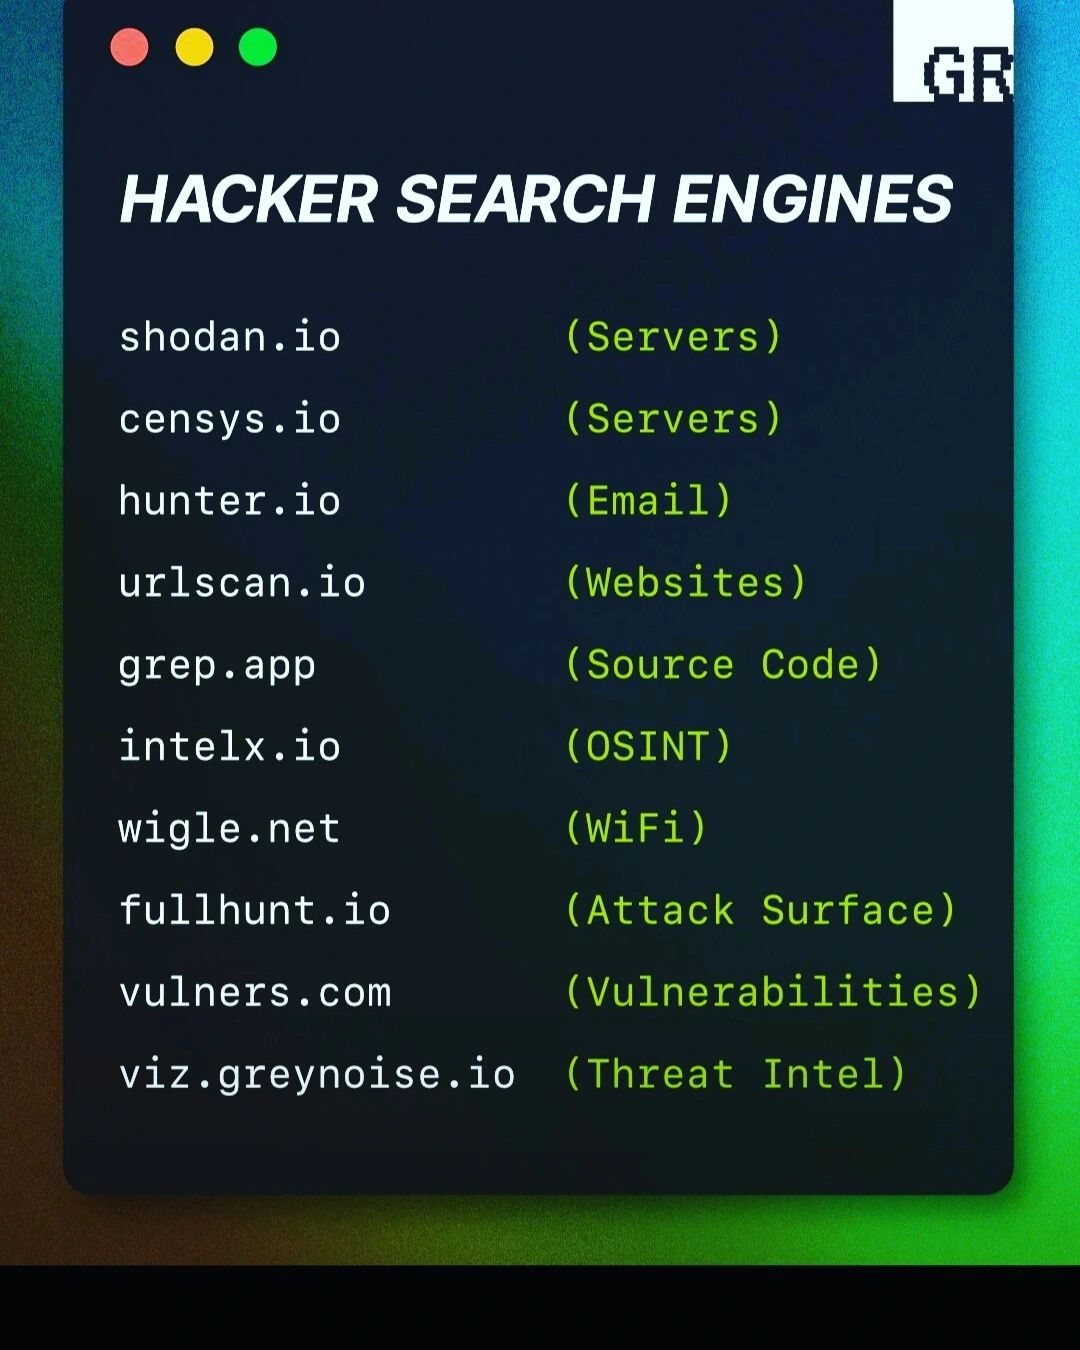 GR
HACKER SEARCH ENGINES
shodan.io (Servers)
censys.io (Servers)
hunter.io (Email)
urlscan.io (Websites)
grep.app (Source Code)
intelx.io (OSINT)
wigle.net (WiFi)
fullhunt.io (Attack Surface)
vulners.com (Vulnerabilities)
viz.greynoise.io (Threat Intel)